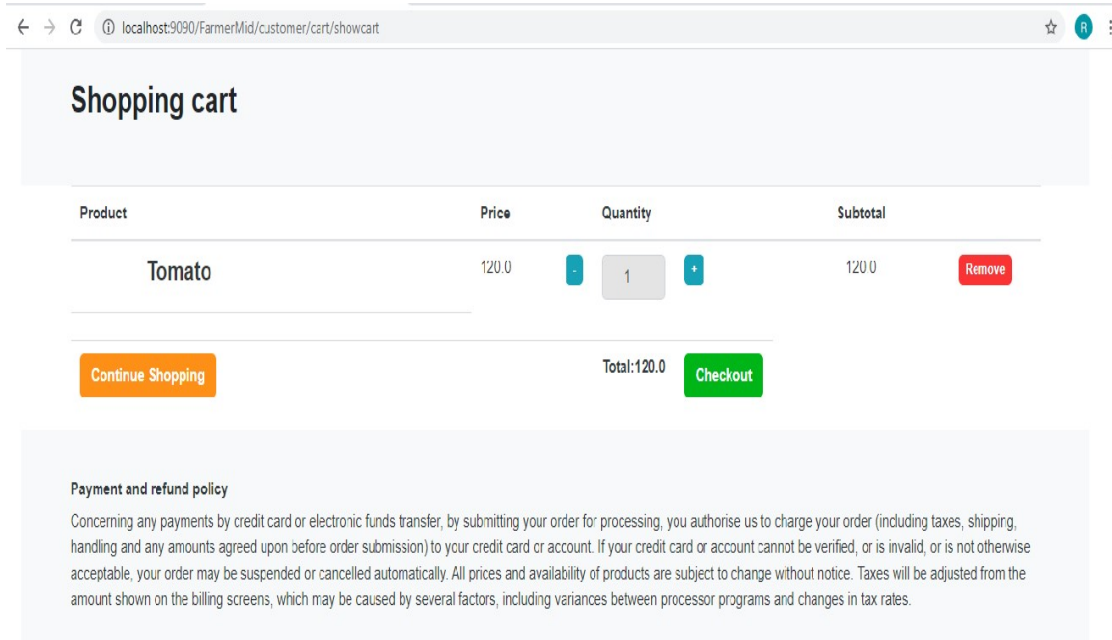 localhost:9090/FarmerMid/customer/cart/showcart
R
Shopping cart
Product Price Quantity Subtotal
Tomato 120.0 - 1 + 120.0 Remove
Continue Shopping Total:120.0 Checkout
Payment and refund policy
Concerning any payments by credit card or electronic funds transfer, by submitting your order for processing, you authorise us to charge your order (including taxes, shipping,
handling and any amounts agreed upon before order submission) to your credit card or account. If your credit card or account cannot be verified, or is invalid, or is not otherwise
acceptable, your order may be suspended or cancelled automatically. All prices and availability of products are subject to change without notice. Taxes will be adjusted from the
amount shown on the billing screens, which may be caused by several factors, including variances between processor programs and changes in tax rates.